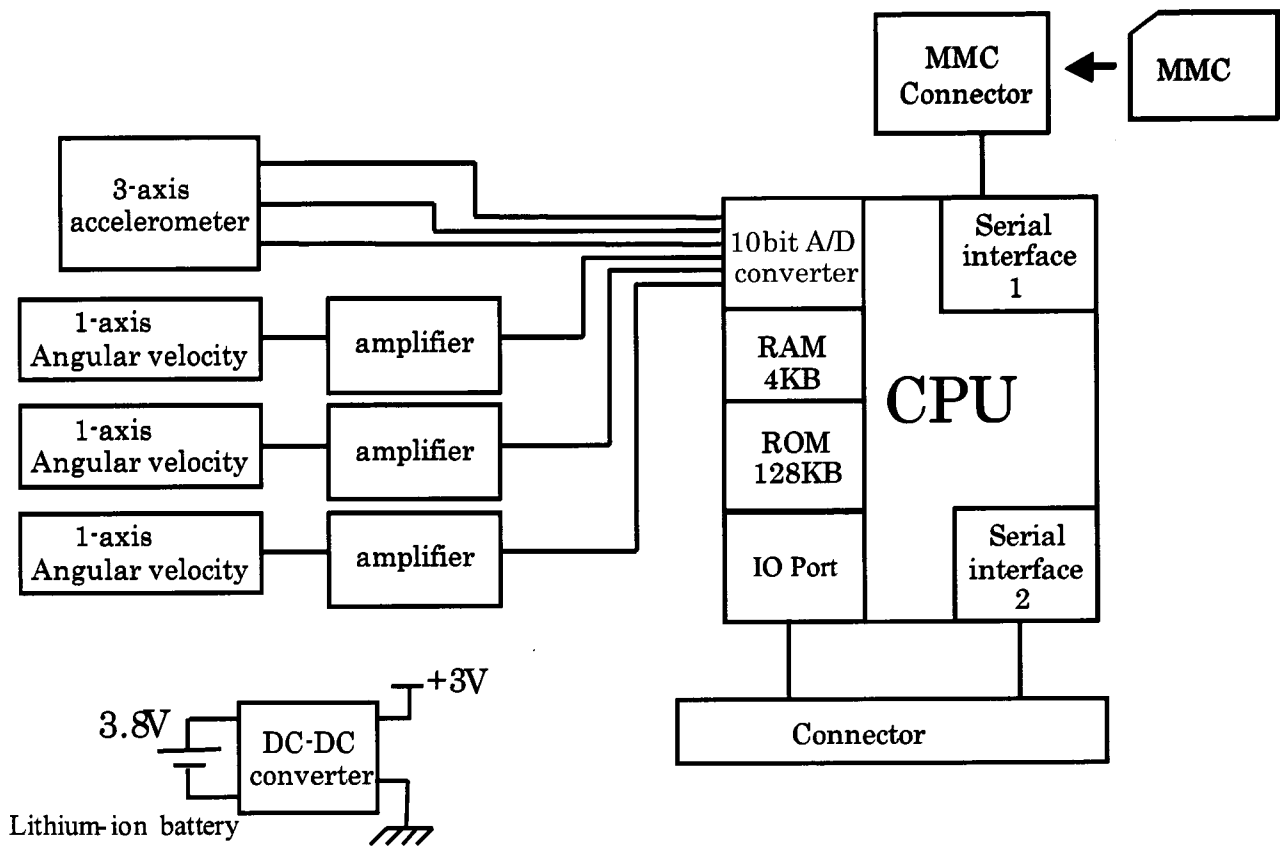 MMC
Connector
MMC
3-axis
accelerometer
10bit A/D
converter
Serial
interface
1
1-axis
Angular velocity
amplifier
RAM
4KB
CPU
1-axis
Angular velocity
amplifier
ROM
128KB
1-axis
Angular velocity
amplifier
IO Port
Serial
interface
2
+3V
3.8V
DC-DC
converter
Connector
Lithium-ion battery